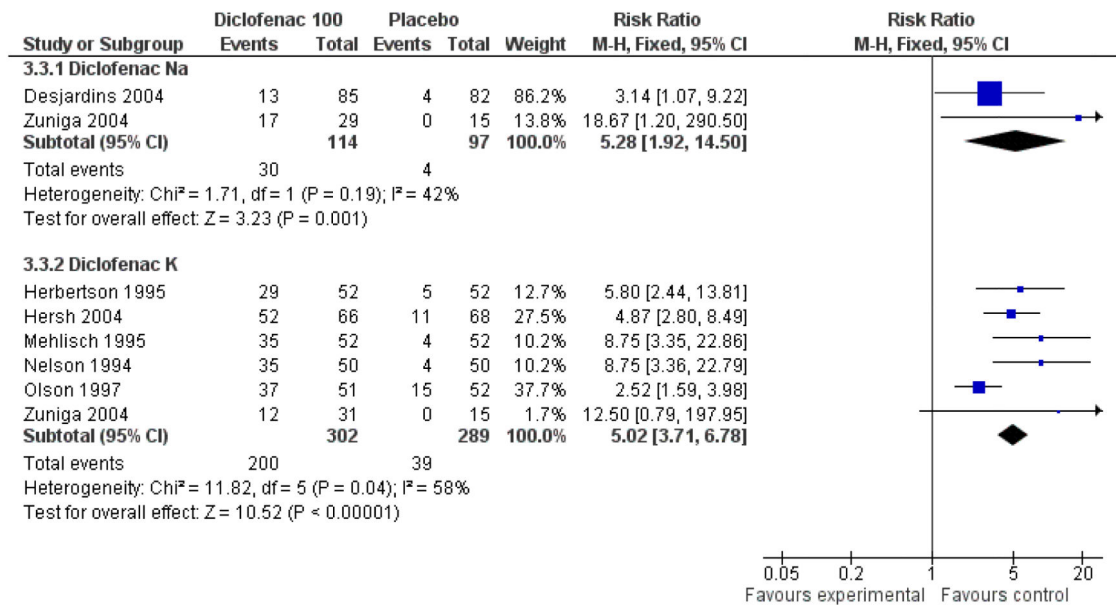 Diclofenac 100 Placebo Risk Ratio Risk Ratio
Study or Subgroup Events Total Events Total Weight M-H, Fixed, 95% CI M-H, Fixed, 95% CI
3.3.1 Diclofenac Na
Desjardins 2004 13 85 4 82 86.2% 3.14 [1.07, 9.22]
Zuniga 2004 17 29 0 15 13.8% 18.67 [1.20, 290.50]
Subtotal (95% CI) 114 97 100.0% 5.28 [1.92, 14.50]
Total events 30 4
Heterogeneity: Chi² = 1.71, df = 1 (P = 0.19); I² = 42%
Test for overall effect: Z = 3.23 (P = 0.001)
3.3.2 Diclofenac K
Herbertson 1995 29 52 5 52 12.7% 5.80 [2.44, 13.81]
Hersh 2004 52 66 11 68 27.5% 4.87 [2.80, 8.49]
Mehlisch 1995 35 52 4 52 10.2% 8.75 [3.35, 22.86]
Nelson 1994 35 50 4 50 10.2% 8.75 [3.36, 22.79]
Olson 1997 37 51 15 52 37.7% 2.52 [1.59, 3.98]
Zuniga 2004 12 31 0 15 1.7% 12.50 [0.79, 197.95]
Subtotal (95% CI) 302 289 100.0% 5.02 [3.71, 6.78]
Total events 200 39
Heterogeneity: Chi² = 11.82, df = 5 (P = 0.04); I² = 58%
Test for overall effect: Z = 10.52 (P < 0.00001)
0.05 0.2 1 5 20
Favours experimental Favours control